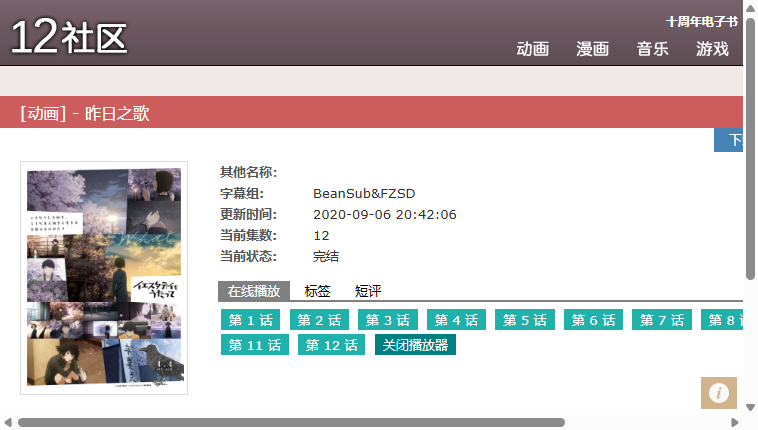 12社区
十周年电子书
动画 漫画 音乐 游戏
[动画] - 昨日之歌
其他名称:
字幕组: BeanSub&FZSD
更新时间: 2020-09-06 20:42:06
当前集数: 12
当前状态: 完结
在线播放 标签 短评
第 1 话 第 2 话 第 3 话 第 4 话 第 5 话 第 6 话 第 7 话 第 8
第 11 话 第 12 话 关闭播放器
What
イエスタデイを
うたって